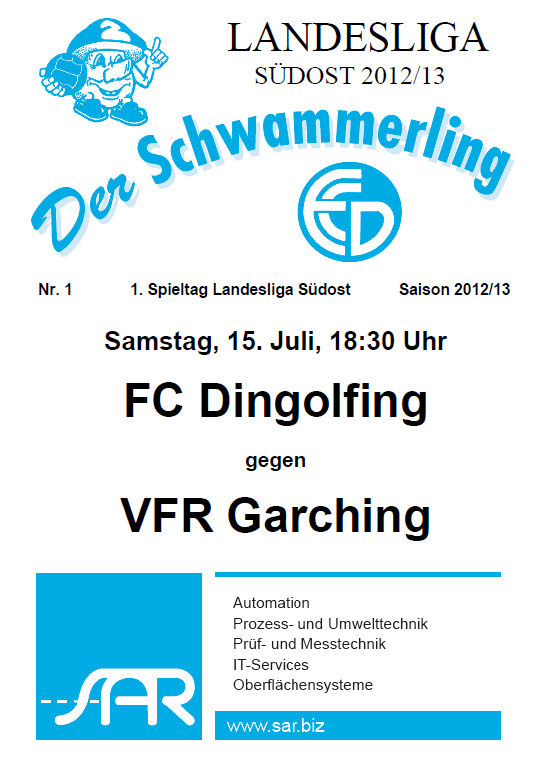 LANDESLIGA
SÜDOST 2012/13
Der Schwammerling
FCD
Nr. 1 1. Spieltag Landesliga Südost Saison 2012/13
Samstag, 15. Juli, 18:30 Uhr
FC Dingolfing
gegen
VFR Garching
Automation
Prozess- und Umwelttechnik
Prüf- und Messtechnik
IT-Services
Oberflächensysteme
SAR
www.sar.biz